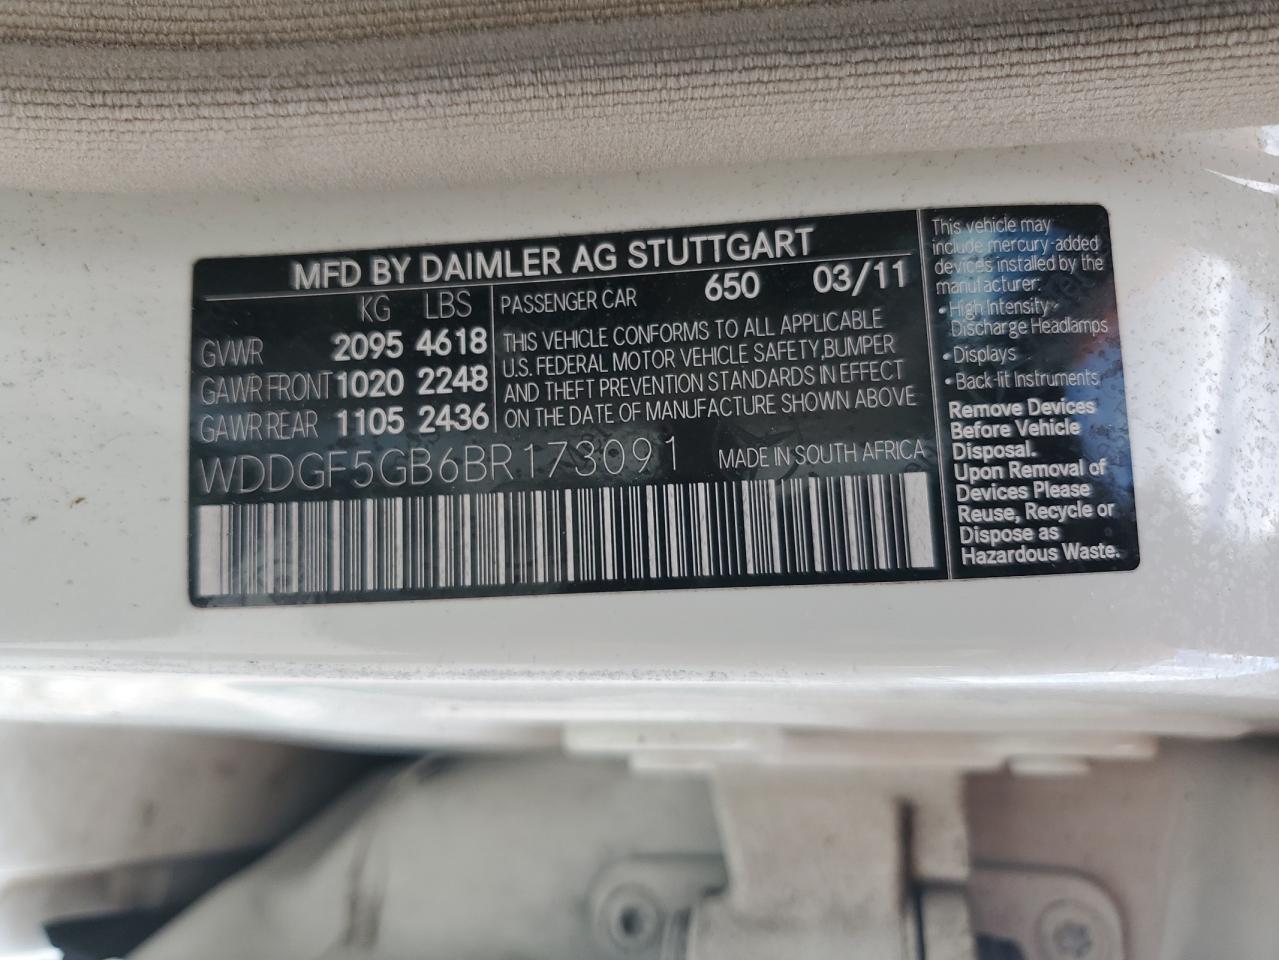 MFD BY DAIMLER AG STUTTGART
KG LBS
GVWR 2095 4618
GAWR FRONT 1020 2248
GAWR REAR 1105 2436
PASSENGER CAR 650 03/11
THIS VEHICLE CONFORMS TO ALL APPLICABLE
U.S. FEDERAL MOTOR VEHICLE SAFETY, BUMPER
AND THEFT PREVENTION STANDARDS IN EFFECT
ON THE DATE OF MANUFACTURE SHOWN ABOVE
WDDGF5GB6BR173091 MADE IN SOUTH AFRICA
This vehicle may
include mercury-added
devices installed by the
manufacturer:
• High Intensity
Discharge Headlamps
• Displays
• Back-lit Instruments
Remove Devices
Before Vehicle
Disposal.
Upon Removal of
Devices Please
Reuse, Recycle or
Dispose as
Hazardous Waste.